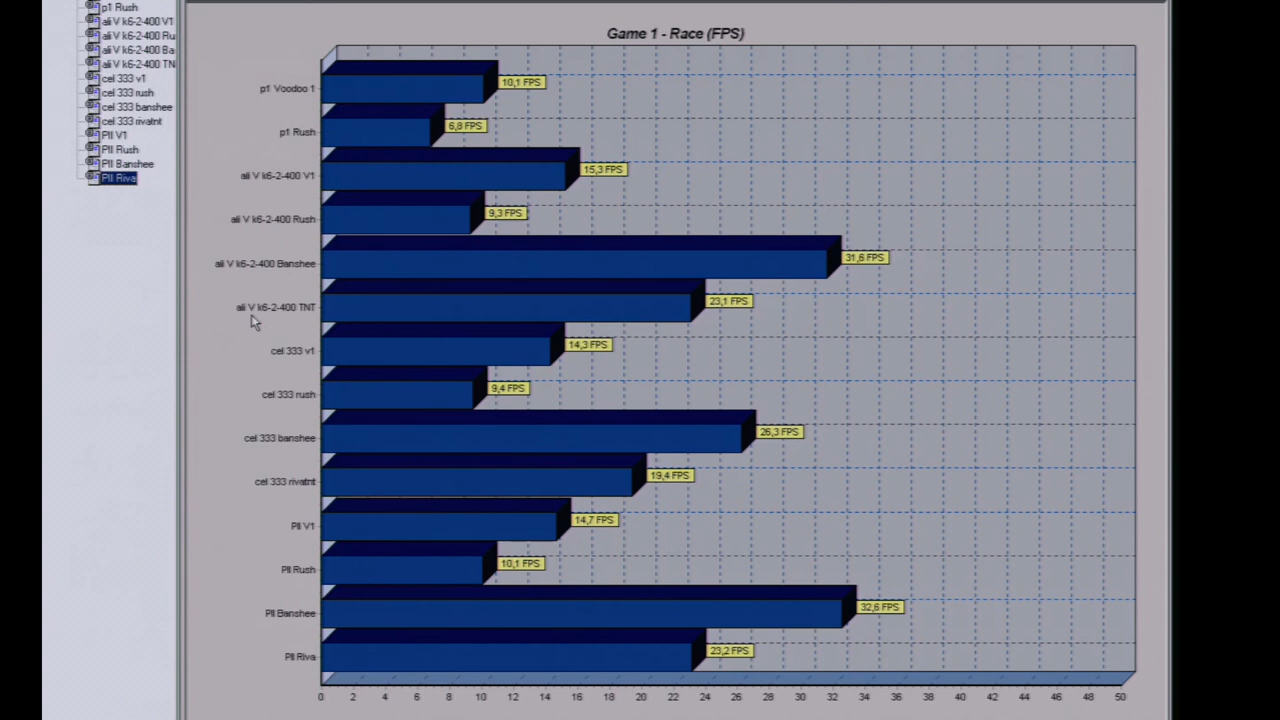 p1 Rush
ali V k6-2-400 V1
ali V k6-2-400 Ru
ali V k6-2-400 Ba
ali V k6-2-400 TN
cel 333 v1
cel 333 rush
cel 333 banshee
cel 333 rivatnt
PII V1
PII Rush
PII Banshee
PII Riva
Game 1 - Race (FPS)
p1 Voodoo 1 10,1 FPS
p1 Rush 6,8 FPS
ali V k6-2-400 V1 15,3 FPS
ali V k6-2-400 Rush 9,3 FPS
ali V k6-2-400 Banshee 31,6 FPS
ali V k6-2-400 TNT 23,1 FPS
cel 333 v1 14,3 FPS
cel 333 rush 9,4 FPS
cel 333 banshee 26,3 FPS
cel 333 rivatnt 19,4 FPS
PII V1 14,7 FPS
PII Rush 10,1 FPS
PII Banshee 32,6 FPS
PII Riva 23,2 FPS
0 2 4 6 8 10 12 14 16 18 20 22 24 26 28 30 32 34 36 38 40 42 44 46 48 50